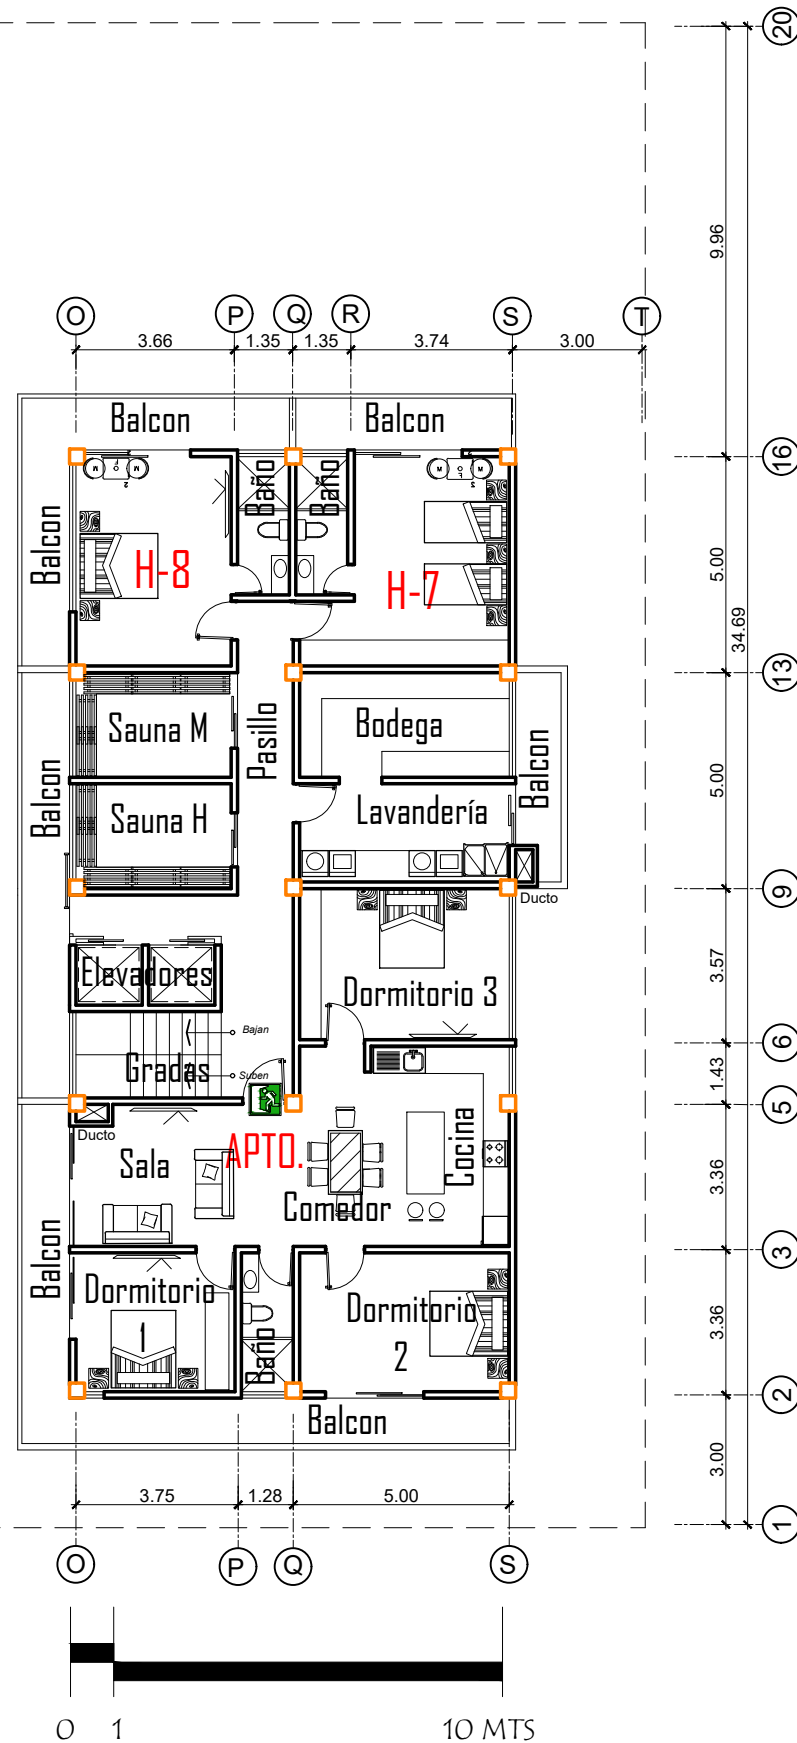 20
9.96
O P Q R S T
3.66 1.35 1.35 3.74 3.00
Balcon Balcon
16
Baño Baño
Balcon
H-8 H-7
5.00
34.69
13
Sauna M
Pasillo
Bodega
Balcon
Balcon
5.00
Sauna H
Lavandería
9
Ducto
Elevadores
Dormitorio 3
3.57
Bajan
6
Gradas
Suben
1.43
5
Ducto
Sala
APTO.
Cocina
3.36
Comedor
Balcon
3
Dormitorio
1
Baño
Dormitorio
2
3.36
2
Balcon
3.00
3.75 1.28 5.00
1
O P Q S
0 1 10 MTS